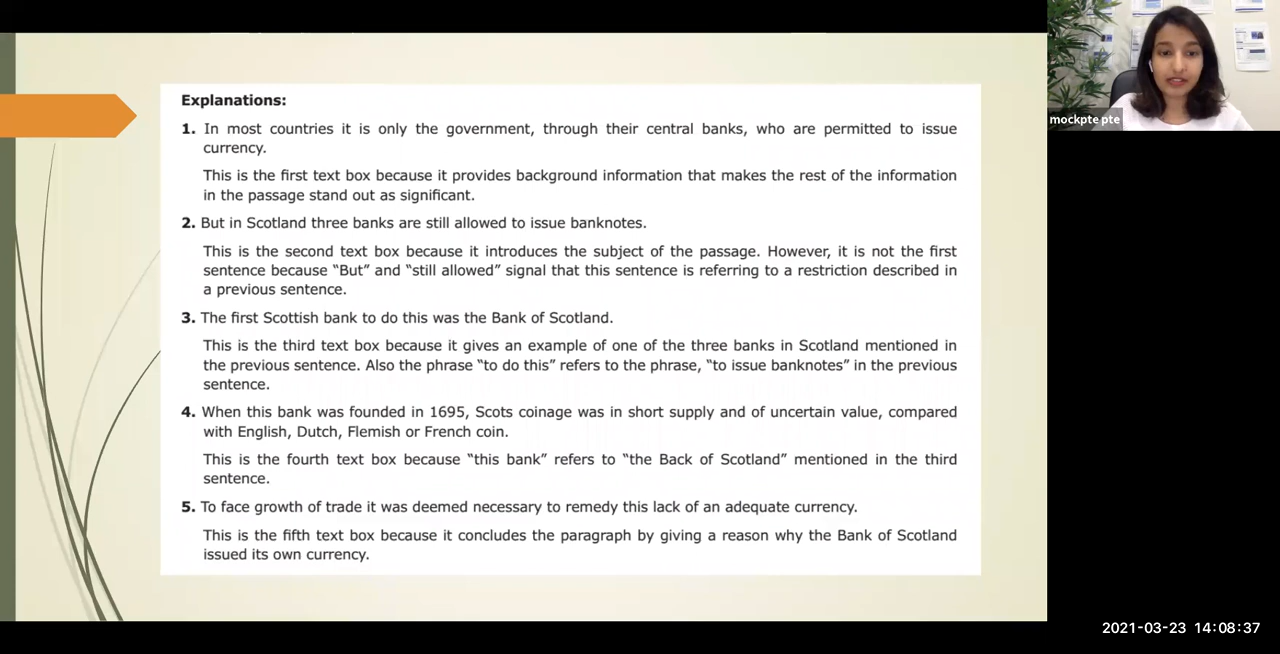 Explanations:
1. In most countries it is only the government, through their central banks, who are permitted to issue
currency.
This is the first text box because it provides background information that makes the rest of the information
in the passage stand out as significant.
2. But in Scotland three banks are still allowed to issue banknotes.
This is the second text box because it introduces the subject of the passage. However, it is not the first
sentence because “But” and “still allowed” signal that this sentence is referring to a restriction described in
a previous sentence.
3. The first Scottish bank to do this was the Bank of Scotland.
This is the third text box because it gives an example of one of the three banks in Scotland mentioned in
the previous sentence. Also the phrase “to do this” refers to the phrase, “to issue banknotes” in the previous
sentence.
4. When this bank was founded in 1695, Scots coinage was in short supply and of uncertain value, compared
with English, Dutch, Flemish or French coin.
This is the fourth text box because “this bank” refers to “the Back of Scotland” mentioned in the third
sentence.
5. To face growth of trade it was deemed necessary to remedy this lack of an adequate currency.
This is the fifth text box because it concludes the paragraph by giving a reason why the Bank of Scotland
issued its own currency.
mockpte pte
2021-03-23 14:08:37